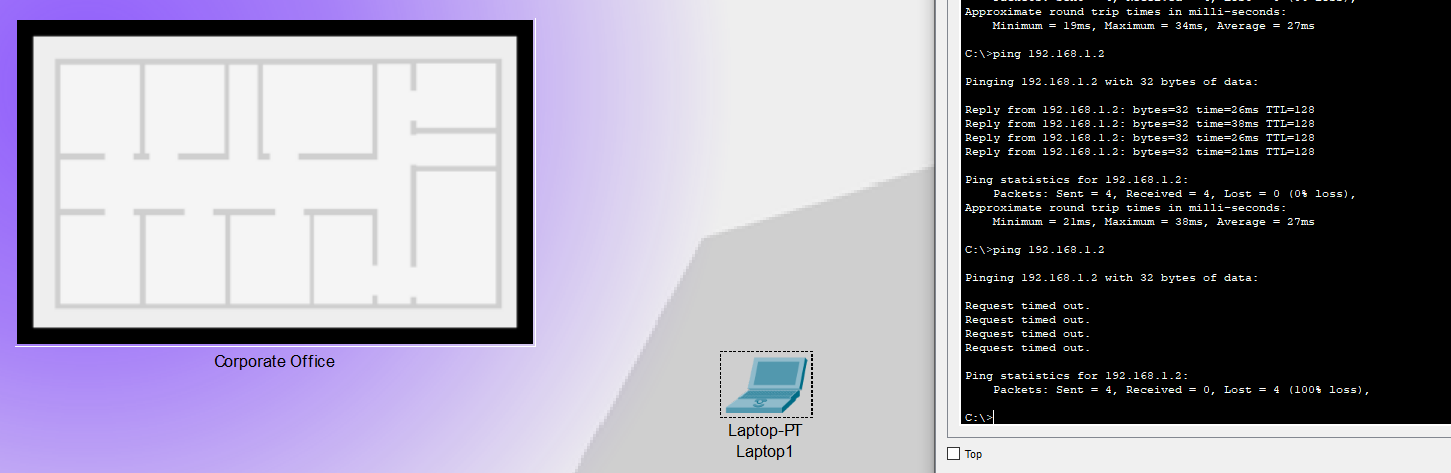 Corporate Office
Laptop-PT
Laptop1
Approximate round trip times in milli-seconds:
    Minimum = 19ms, Maximum = 34ms, Average = 27ms
C:\>ping 192.168.1.2
Pinging 192.168.1.2 with 32 bytes of data:
Reply from 192.168.1.2: bytes=32 time=26ms TTL=128
Reply from 192.168.1.2: bytes=32 time=38ms TTL=128
Reply from 192.168.1.2: bytes=32 time=26ms TTL=128
Reply from 192.168.1.2: bytes=32 time=21ms TTL=128
Ping statistics for 192.168.1.2:
    Packets: Sent = 4, Received = 4, Lost = 0 (0% loss),
Approximate round trip times in milli-seconds:
    Minimum = 21ms, Maximum = 38ms, Average = 27ms
C:\>ping 192.168.1.2
Pinging 192.168.1.2 with 32 bytes of data:
Request timed out.
Request timed out.
Request timed out.
Request timed out.
Ping statistics for 192.168.1.2:
    Packets: Sent = 4, Received = 0, Lost = 4 (100% loss),
C:\>
Top